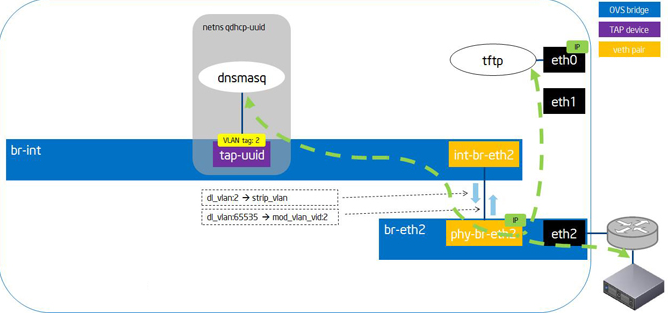 netns qdhcp-uuid
dnsmasq
VLAN tag: 2
tap-uuid
br-int
int-br-eth2
dl_vlan:2 → strip_vlan
dl_vlan:65535 → mod_vlan_vid:2
br-eth2
IP
phy-br-eth2
eth2
tftp
IP
eth0
eth1
OVS bridge
TAP device
veth pair